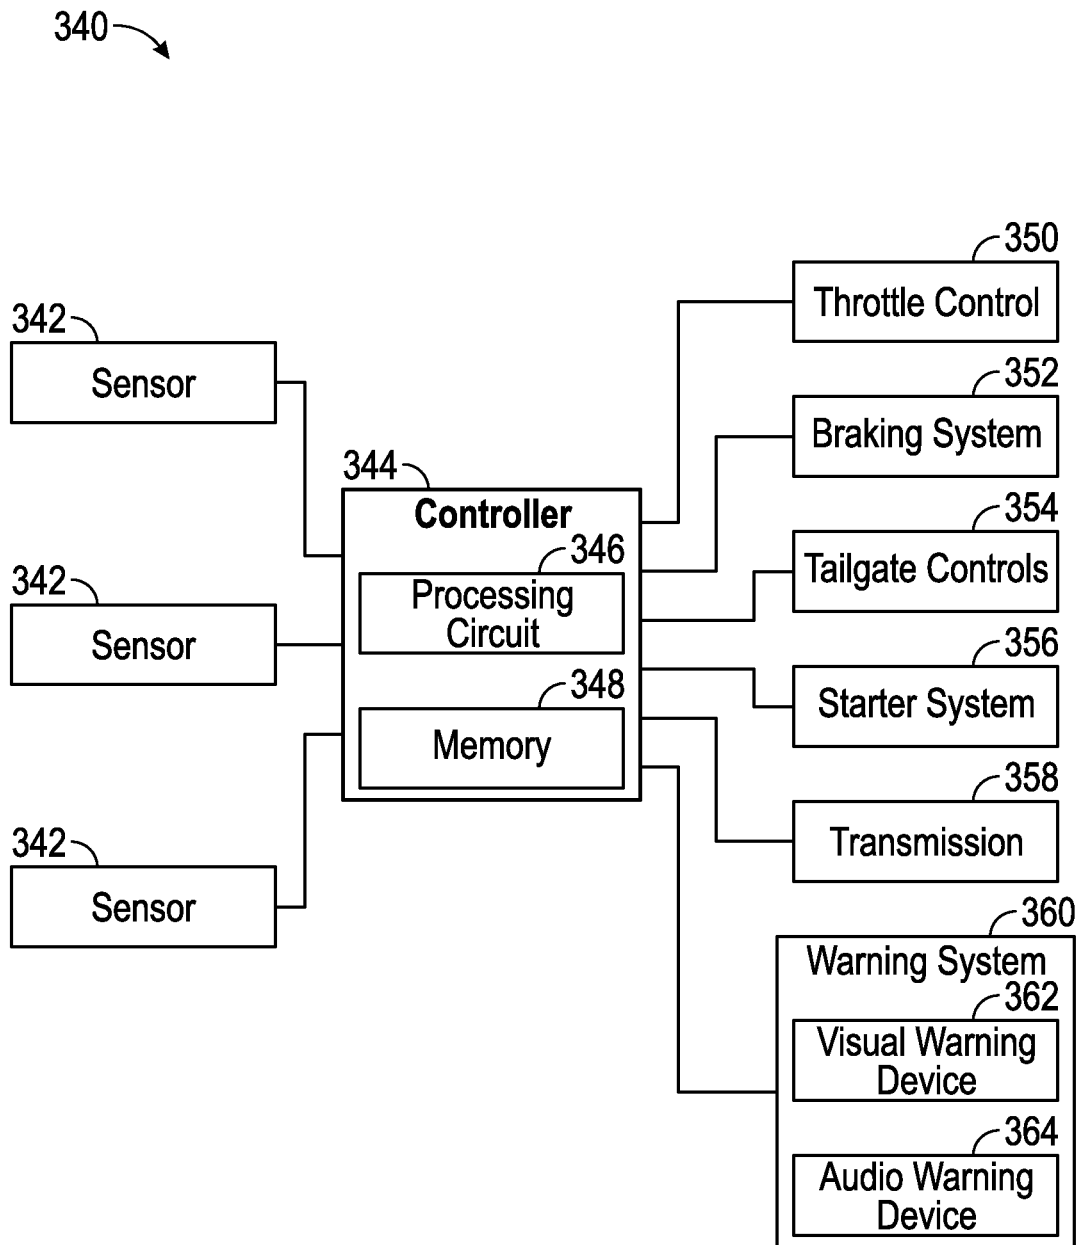 340
350
Throttle Control
342
Sensor
352
Braking System
344
Controller
346
Processing
Circuit
348
Memory
354
Tailgate Controls
342
Sensor
356
Starter System
358
Transmission
342
Sensor
360
Warning System
362
Visual Warning
Device
364
Audio Warning
Device